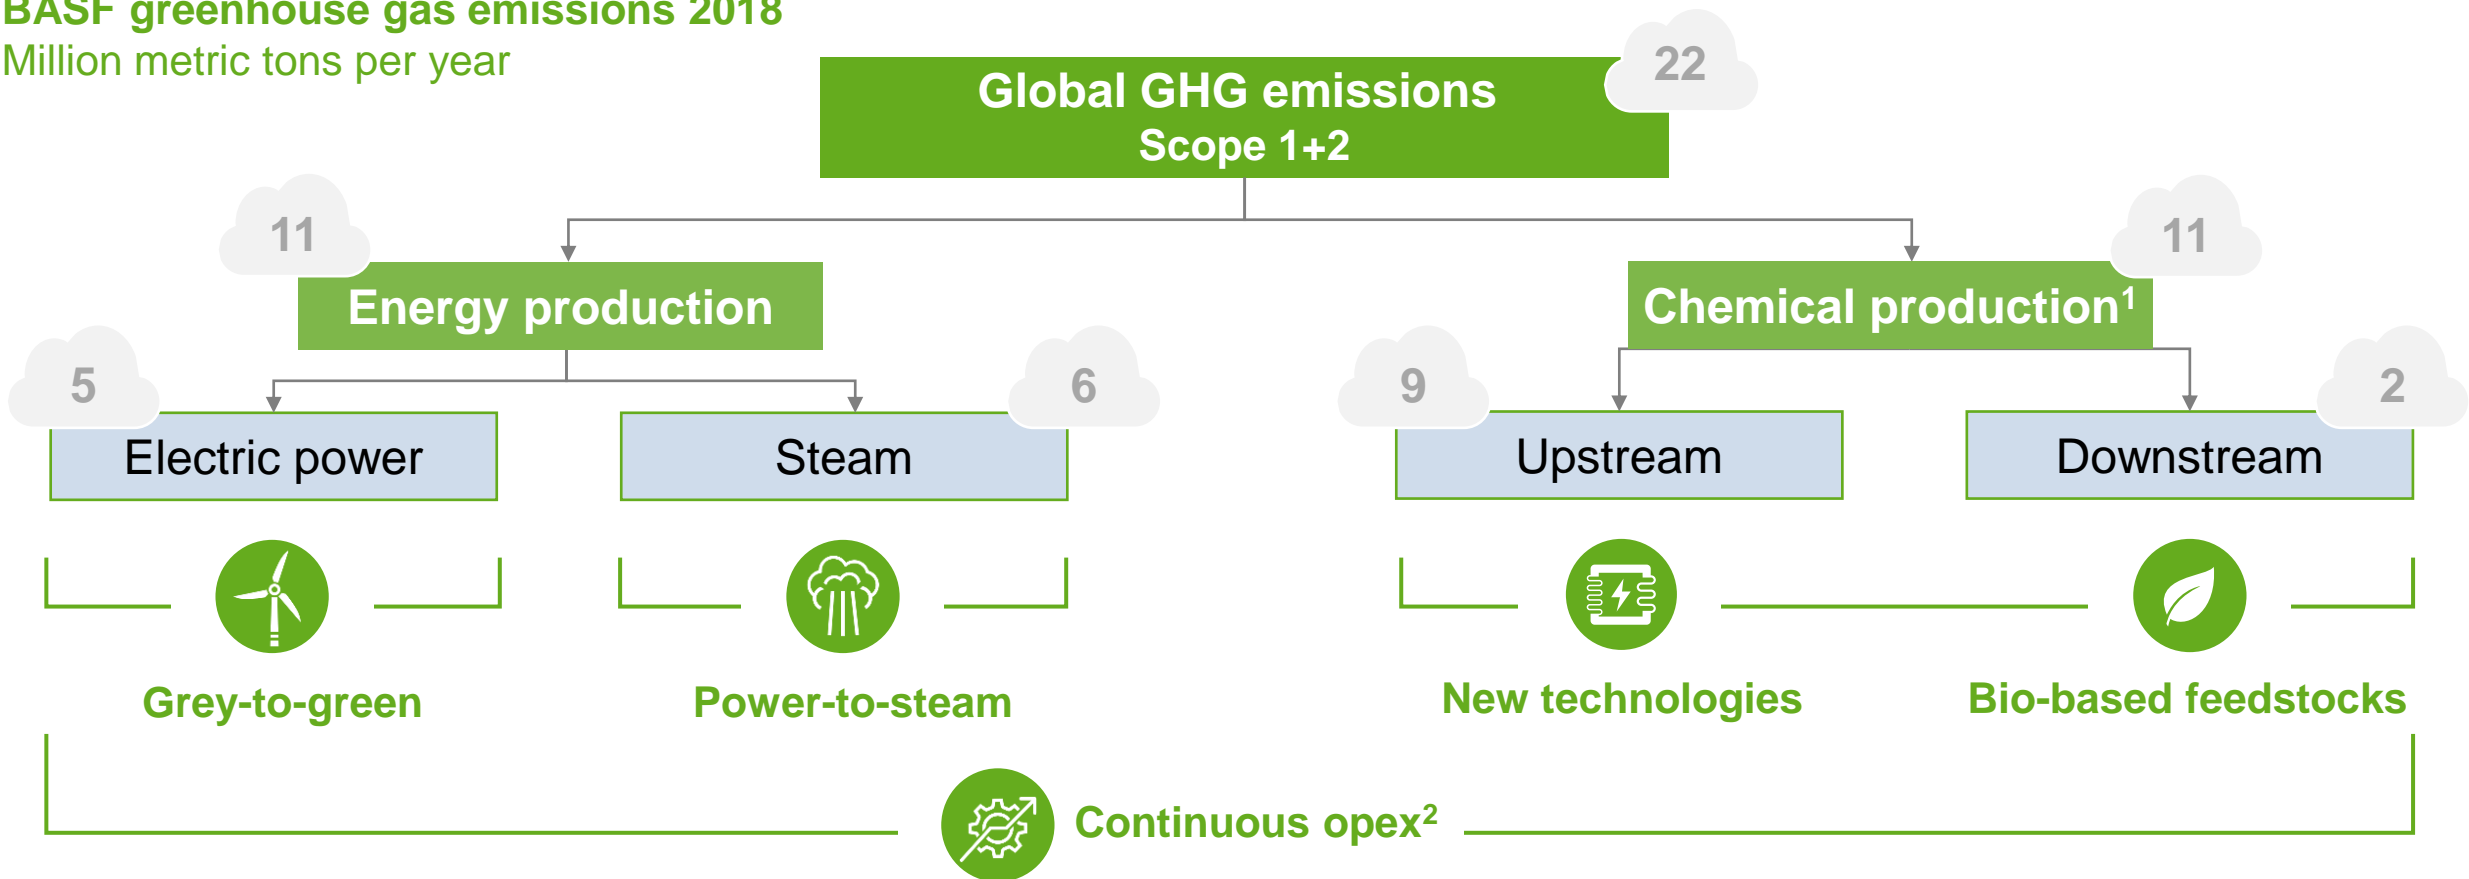 BASF greenhouse gas emissions 2018
Million metric tons per year
22
Global GHG emissions
Scope 1+2
11
11
Energy production
Chemical production¹
5
6
9
2
Electric power
Steam
Upstream
Downstream
Grey-to-green
Power-to-steam
New technologies
Bio-based feedstocks
Continuous opex²